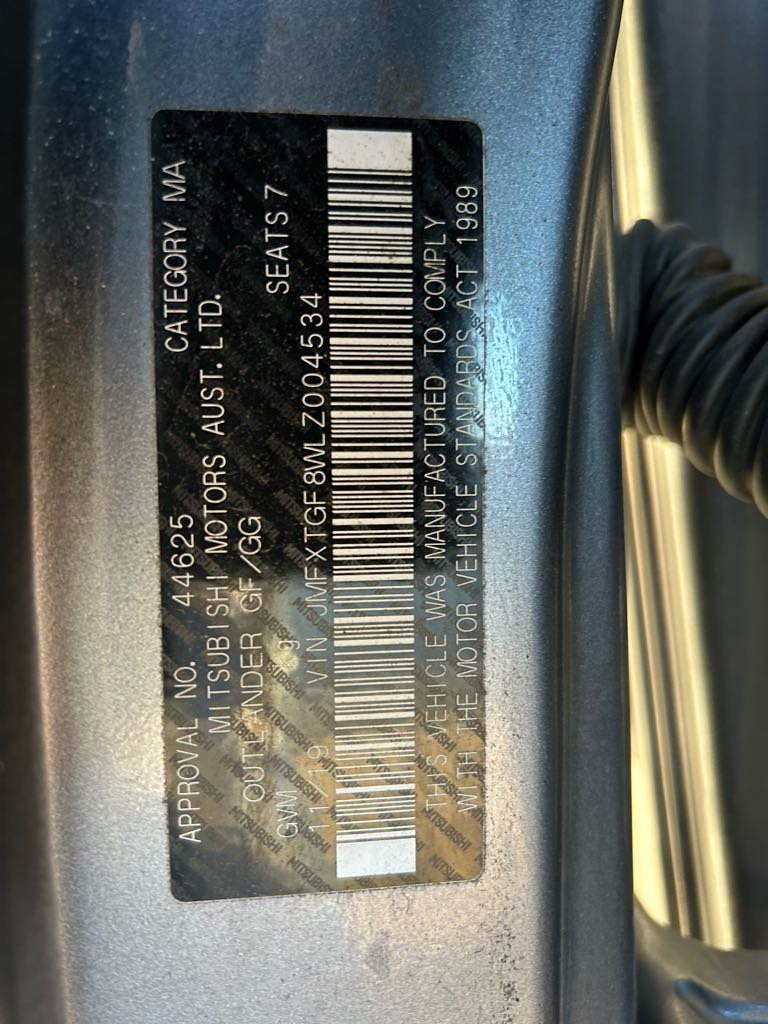 APPROVAL NO. 44625 CATEGORY MA
MITSUBISHI MOTORS AUST. LTD.
OUTLANDER GF/GG
GVM SEATS 7
11 19 VIN JMFXTGF8WLZ004534
THIS VEHICLE WAS MANUFACTURED TO COMPLY
WITH THE MOTOR VEHICLE STANDARDS ACT 1989